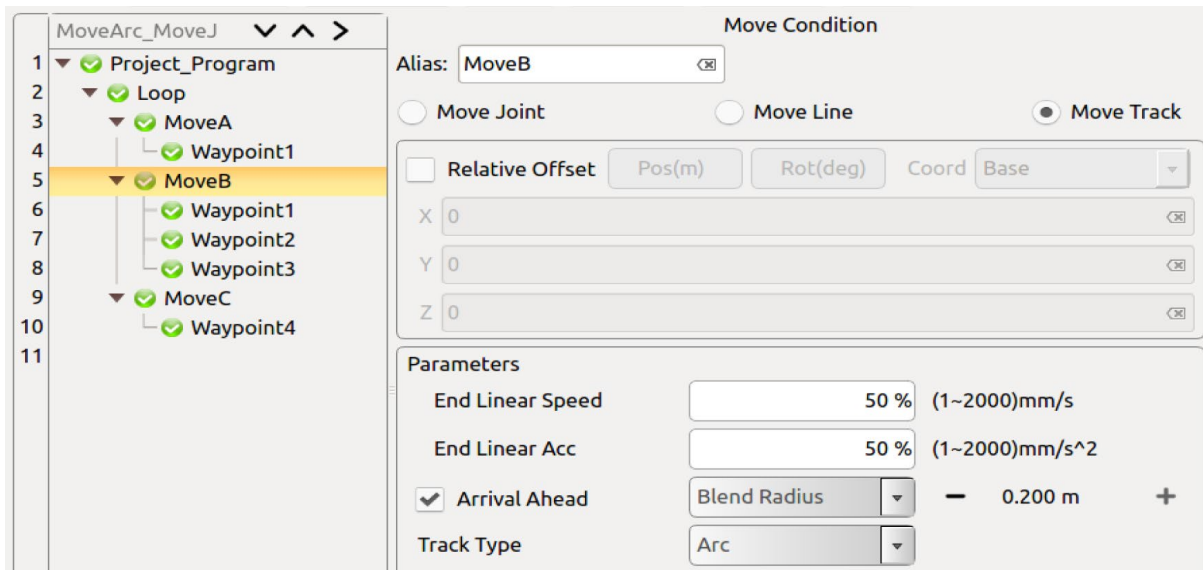 MoveArc_MoveJ
1 Project_Program
2 Loop
3 MoveA
4 Waypoint1
5 MoveB
6 Waypoint1
7 Waypoint2
8 Waypoint3
9 MoveC
10 Waypoint4
11
Move Condition
Alias: MoveB
Move Joint Move Line Move Track
Relative Offset Pos(m) Rot(deg) Coord Base
X 0
Y 0
Z 0
Parameters
End Linear Speed 50 % (1~2000)mm/s
End Linear Acc 50 % (1~2000)mm/s^2
Arrival Ahead Blend Radius − 0.200 m +
Track Type Arc